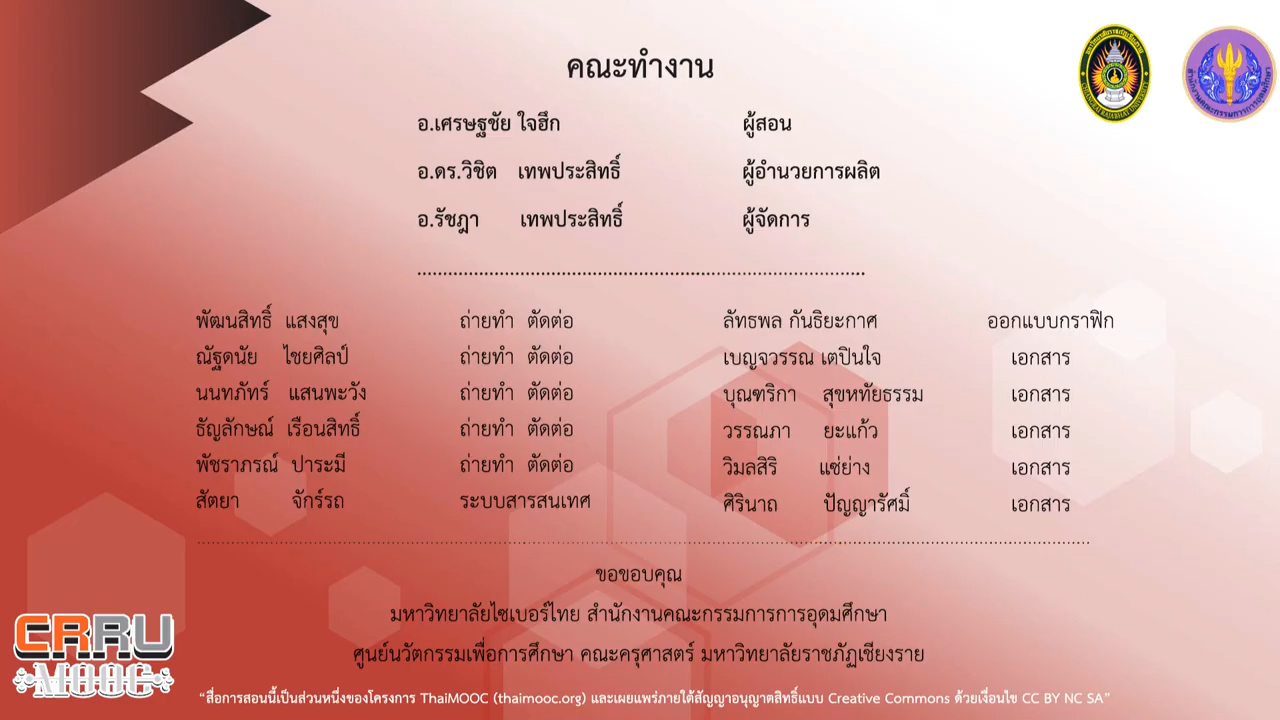 คณะทำงาน
อ.เศรษฐชัย ใจฮึก ผู้สอน
อ.ดร.วิชิต เทพประสิทธิ์ ผู้อำนวยการผลิต
อ.รัชฎา เทพประสิทธิ์ ผู้จัดการ
พัฒนสิทธิ์ แสงสุข ถ่ายทำ ตัดต่อ ลัทธพล กันธิยะกาศ ออกแบบกราฟิก
ณัฐดนัย ไชยศิลป์ ถ่ายทำ ตัดต่อ เบญจวรรณ เตปินใจ เอกสาร
นนทภัทร์ แสนพะวัง ถ่ายทำ ตัดต่อ บุณฑริกา สุขหทัยธรรม เอกสาร
ธัญลักษณ์ เรือนสิทธิ์ ถ่ายทำ ตัดต่อ วรรณภา ยะแก้ว เอกสาร
พัชราภรณ์ ปาระมี ถ่ายทำ ตัดต่อ วิมลสิริ แซ่ย่าง เอกสาร
สัตยา จักร์รถ ระบบสารสนเทศ ศิรินาถ ปัญญารัศมิ์ เอกสาร
ขอขอบคุณ
มหาวิทยาลัยไซเบอร์ไทย สำนักงานคณะกรรมการการอุดมศึกษา
ศูนย์นวัตกรรมเพื่อการศึกษา คณะครุศาสตร์ มหาวิทยาลัยราชภัฏเชียงราย
CRRU
MOOC
“สื่อการสอนนี้เป็นส่วนหนึ่งของโครงการ ThaiMOOC (thaimooc.org) และเผยแพร่ภายใต้สัญญาอนุญาตสิทธิ์แบบ Creative Commons ด้วยเงื่อนไข CC BY NC SA”